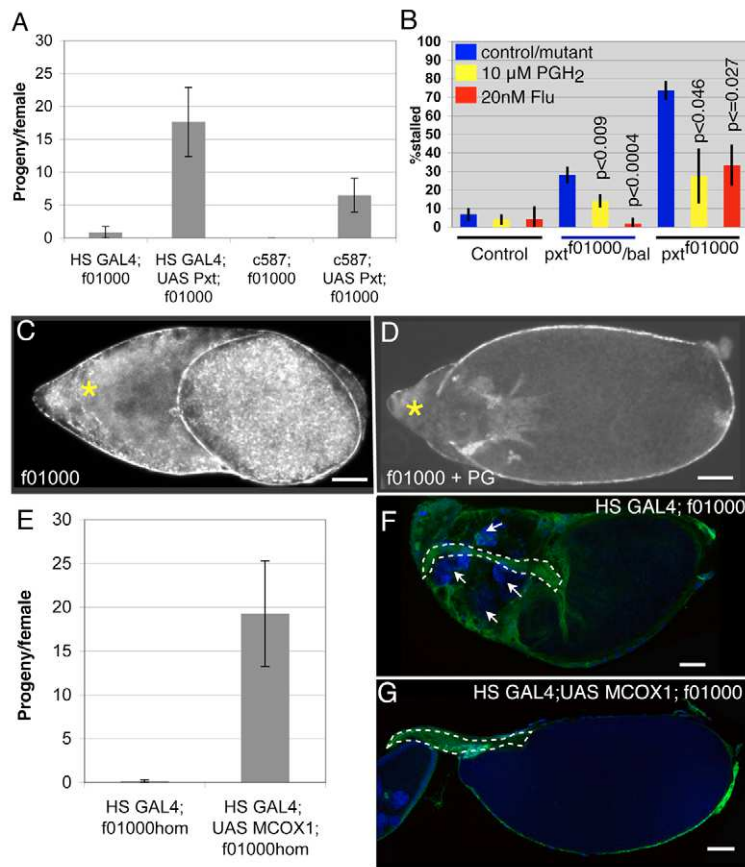 A
30
25
20
15
10
5
0
Progeny/female
HS GAL4;
f01000
HS GAL4;
UAS Pxt;
f01000
c587;
f01000
c587;
UAS Pxt;
f01000
B
100
90
80
70
60
50
40
30
20
10
0
%stalled
control/mutant
10 µM PGH2
20nM Flu
p<0.009
p<0.0004
p<0.046
p<=0.027
Control
pxtf01000/bal
pxtf01000
C
f01000
D
f01000 + PG
E
30
25
20
15
10
5
0
Progeny/female
HS GAL4;
f01000hom
HS GAL4;
UAS MCOX1;
f01000hom
HS GAL4; f01000
F
G
HS GAL4;UAS MCOX1; f01000